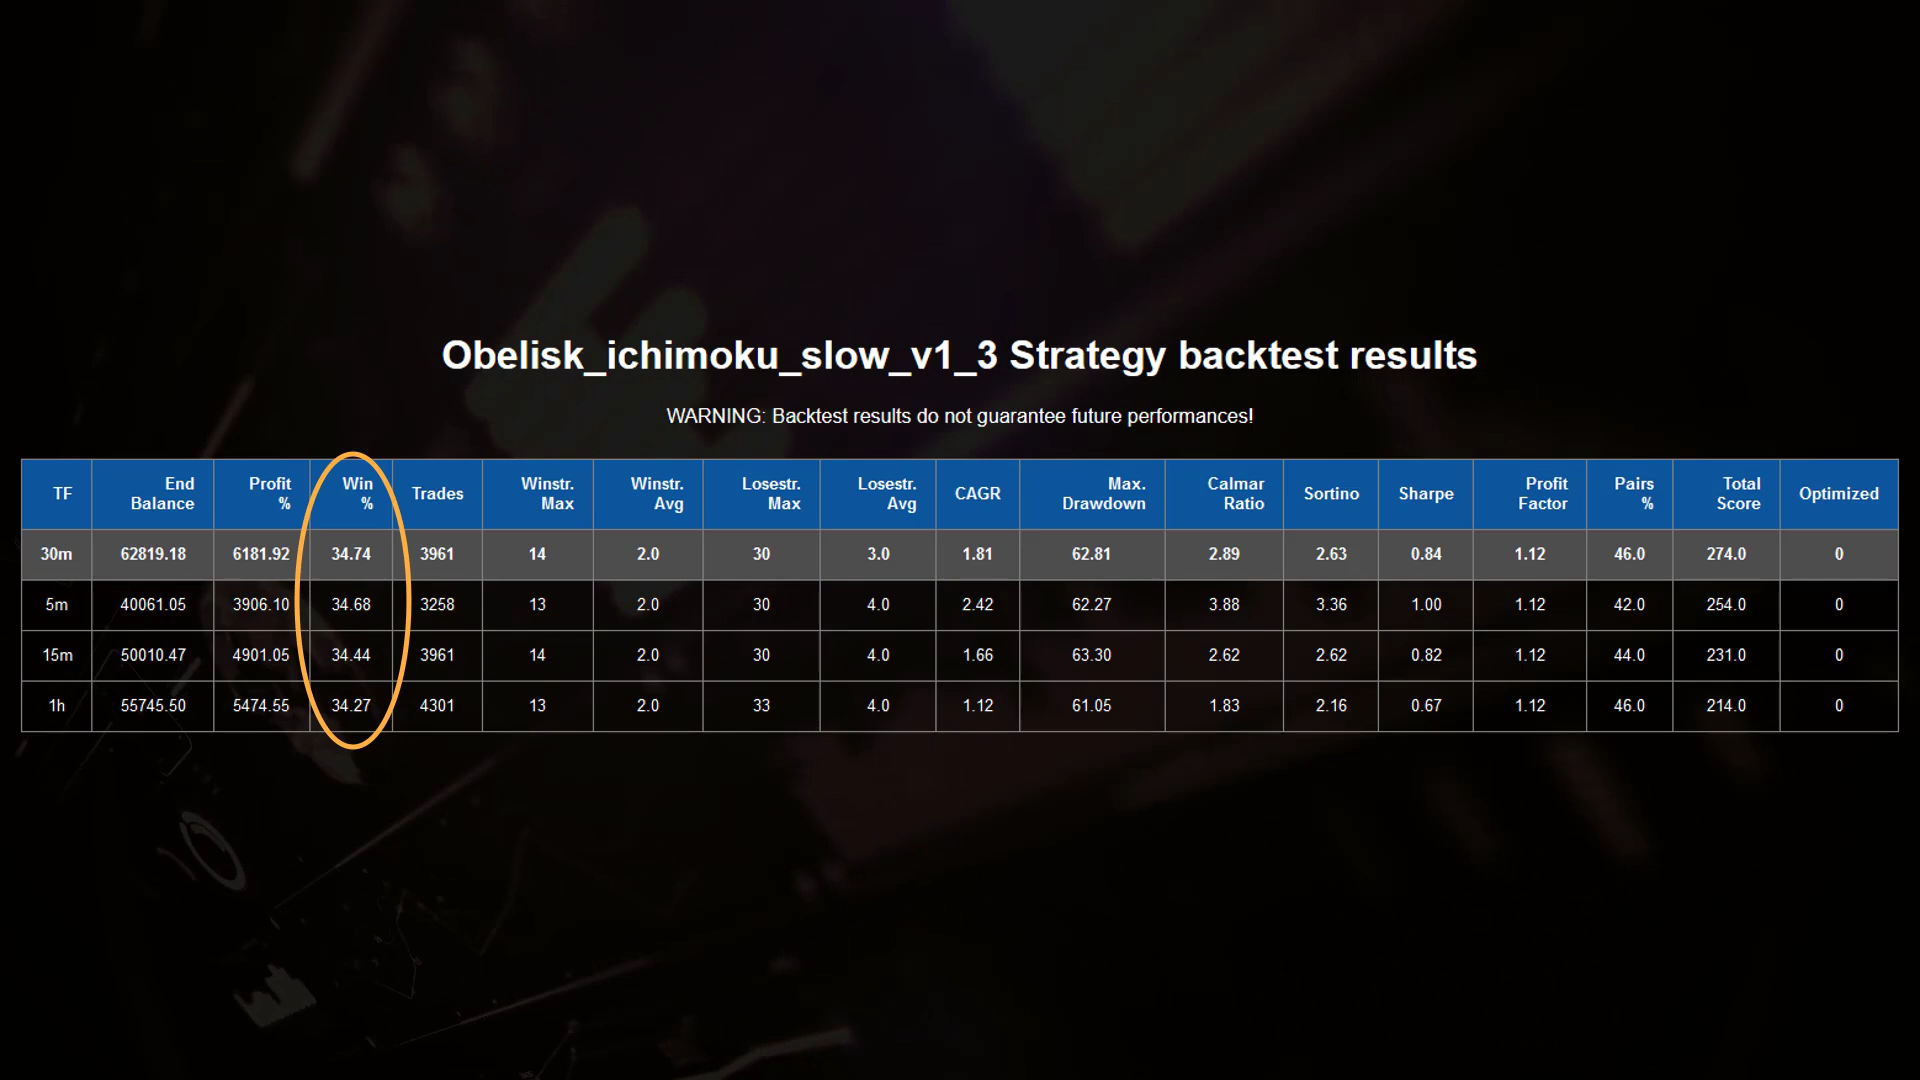 Obelisk_ichimoku_slow_v1_3 Strategy backtest results
WARNING: Backtest results do not guarantee future performances!
TF End Balance Profit % Win % Trades Winstr. Max Winstr. Avg Losestr. Max Losestr. Avg CAGR Max. Drawdown Calmar Ratio Sortino Sharpe Profit Factor Pairs % Total Score Optimized
30m 62819.18 6181.92 34.74 3961 14 2.0 30 3.0 1.81 62.81 2.89 2.63 0.84 1.12 46.0 274.0 0
5m 40061.05 3906.10 34.68 3258 13 2.0 30 4.0 2.42 62.27 3.88 3.36 1.00 1.12 42.0 254.0 0
15m 50010.47 4901.05 34.44 3961 14 2.0 30 4.0 1.66 63.30 2.62 2.62 0.82 1.12 44.0 231.0 0
1h 55745.50 5474.55 34.27 4301 13 2.0 33 4.0 1.12 61.05 1.83 2.16 0.67 1.12 46.0 214.0 0